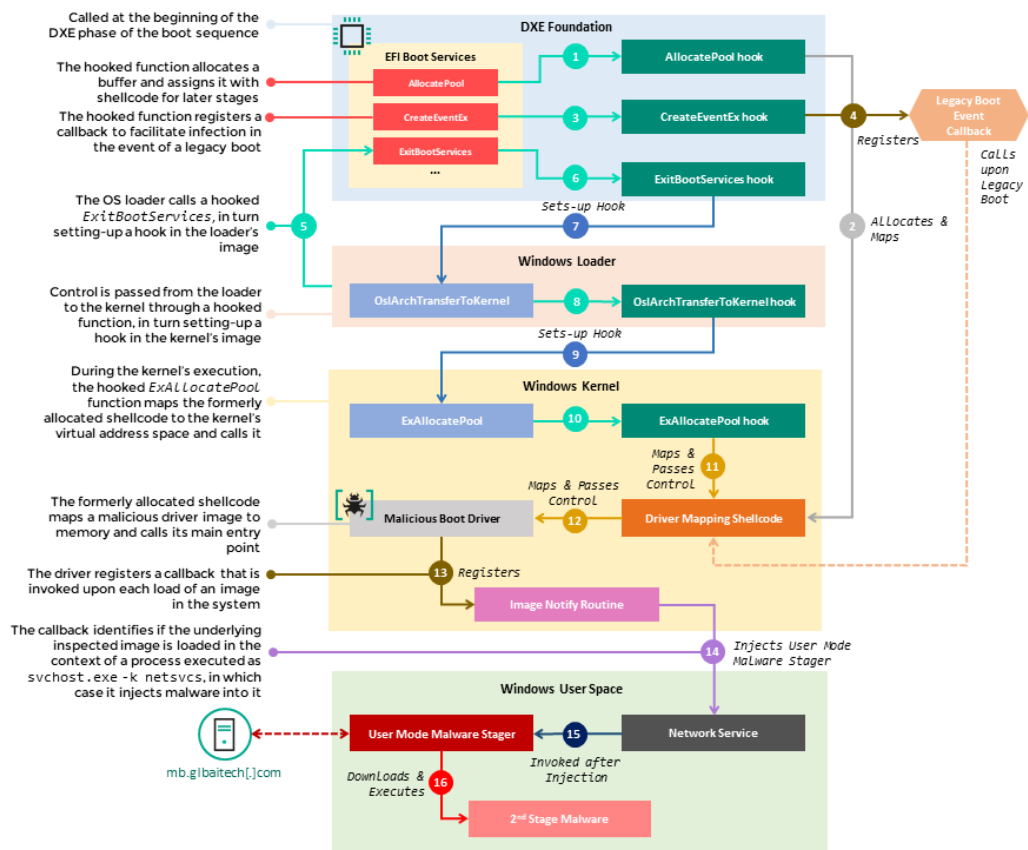 Called at the beginning of the
DXE phase of the boot sequence
The hooked function allocates a
buffer and assigns it with
shellcode for later stages
The hooked function registers a
callback to facilitate infection in
the event of a legacy boot
The OS loader calls a hooked
ExitBootServices, in turn
setting-up a hook in the loader's
image
Control is passed from the loader
to the kernel through a hooked
function, in turn setting-up a
hook in the kernel's image
During the kernel's execution,
the hooked ExAllocatePool
function maps the formerly
allocated shellcode to the kernel's
virtual address space and calls it
The formerly allocated shellcode
maps a malicious driver image to
memory and calls its main entry
point
The driver registers a callback that is
invoked upon each load of an image
in the system
The callback identifies if the underlying
inspected image is loaded in the
context of a process executed as
svchost.exe -k netsvcs, in which
case it injects malware into it
DXE Foundation
EFI Boot Services
AllocatePool
1
AllocatePool hook
CreateEventEx
3
CreateEventEx hook
4
Registers
Legacy Boot
Event
Callback
ExitBootServices
...
6
ExitBootServices hook
Calls
upon
Legacy
Boot
5
Sets-up Hook
7
2
Allocates &
Maps
Windows Loader
OslArchTransferToKernel
8
OslArchTransferToKernel hook
Sets-up Hook
9
Windows Kernel
ExAllocatePool
10
ExAllocatePool hook
Maps &
Passes
Control
11
Malicious Boot Driver
Maps & Passes
Control
12
Driver Mapping Shellcode
13
Registers
Image Notify Routine
14
Injects User Mode
Malware Stager
Windows User Space
mb.glbaitech[.]com
User Mode Malware Stager
15
Invoked after
Injection
Network Service
Downloads &
Executes
16
2nd Stage Malware